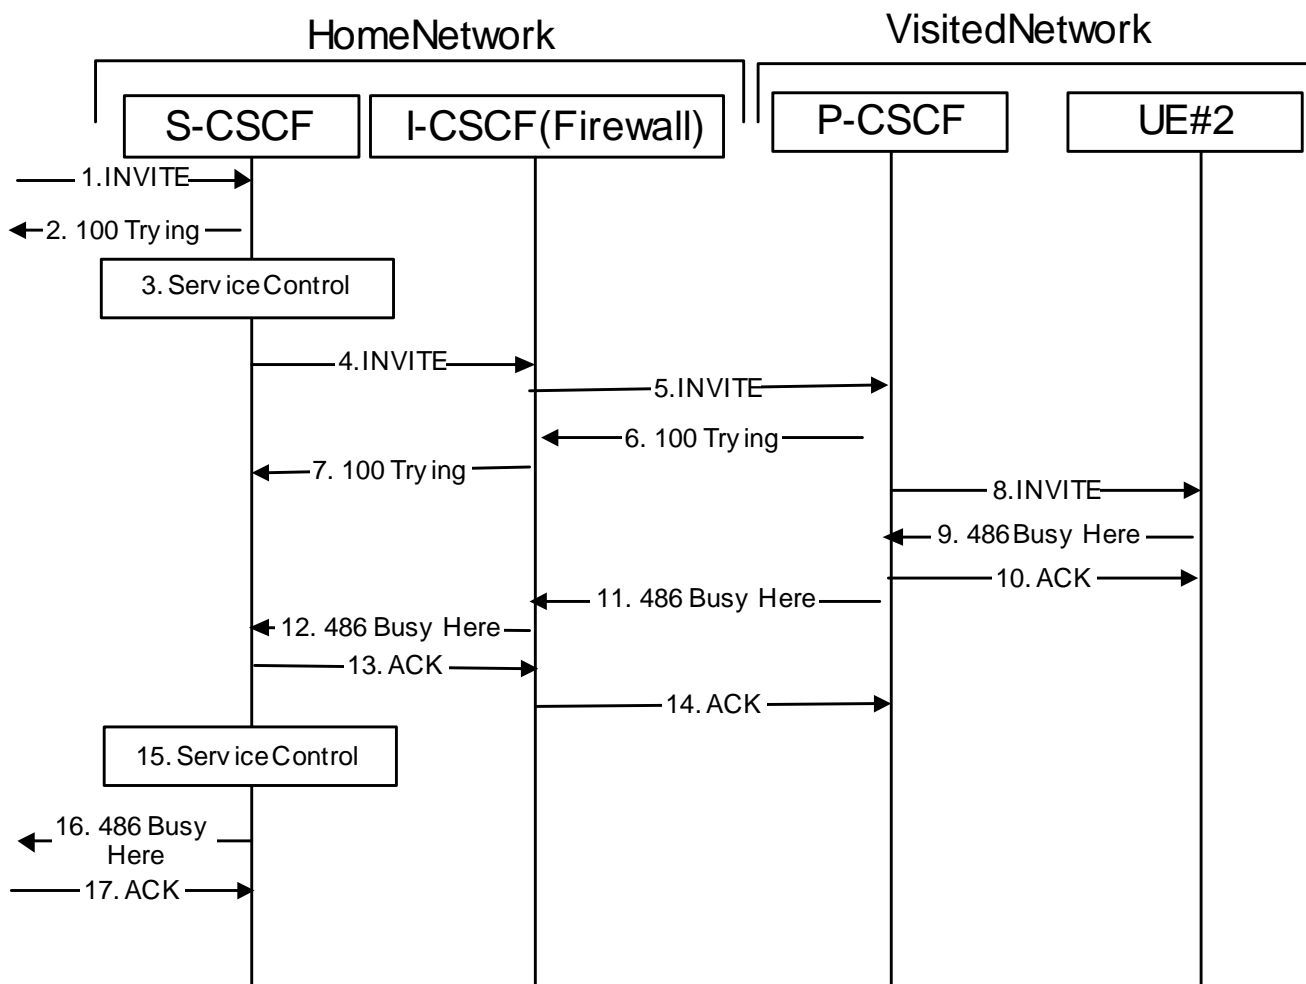 HomeNetwork
VisitedNetwork
S-CSCF
I-CSCF(Firewall)
P-CSCF
UE#2
1.INVITE
2. 100 Trying
3. ServiceControl
4.INVITE
5.INVITE
6. 100 Trying
7. 100 Trying
8.INVITE
9. 486Busy Here
10. ACK
11. 486 Busy Here
12. 486 Busy Here
13. ACK
14. ACK
15. ServiceControl
16. 486 Busy
Here
17. ACK